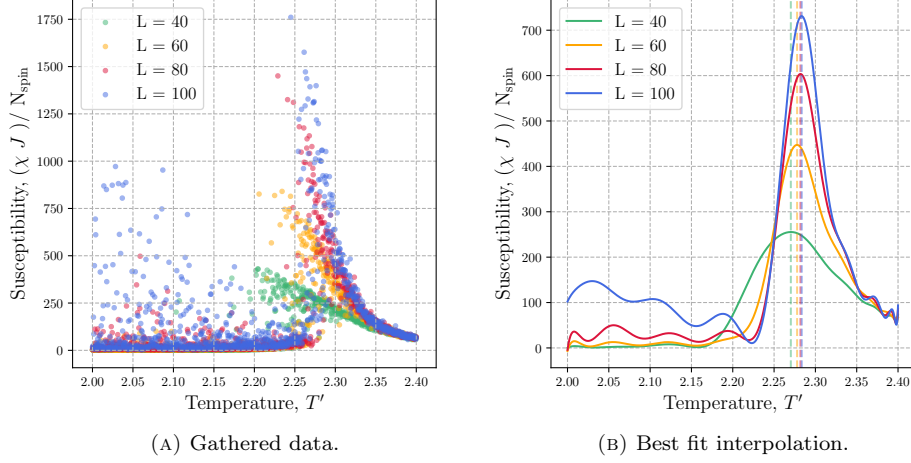 1750
1500
1250
1000
750
500
250
0
Susceptibility, (χ J )/ N_spin
L = 40
L = 60
L = 80
L = 100
2.00 2.05 2.10 2.15 2.20 2.25 2.30 2.35 2.40
Temperature, T′
(A) Gathered data.
700
600
500
400
300
200
100
0
Susceptibility, (χ J )/ N_spin
L = 40
L = 60
L = 80
L = 100
2.00 2.05 2.10 2.15 2.20 2.25 2.30 2.35 2.40
Temperature, T′
(B) Best fit interpolation.